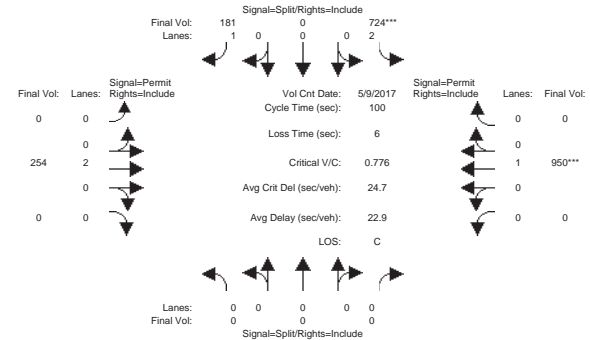 Signal=Split/Rights=Include
Final Vol: 181 0 724***
Lanes: 1 0 0 0 2
Signal=Permit Signal=Permit
Final Vol: Lanes: Rights=Include Vol Cnt Date: 5/9/2017 Rights=Include Lanes: Final Vol:
Cycle Time (sec): 100
0 0 0 0
Loss Time (sec): 6
0 0
254 2 Critical V/C: 0.776 1 950***
0 Avg Crit Del (sec/veh): 24.7 0
0 0 Avg Delay (sec/veh): 22.9 0 0
LOS: C
Lanes: 0 0 0 0 0
Final Vol: 0 0 0
Signal=Split/Rights=Include